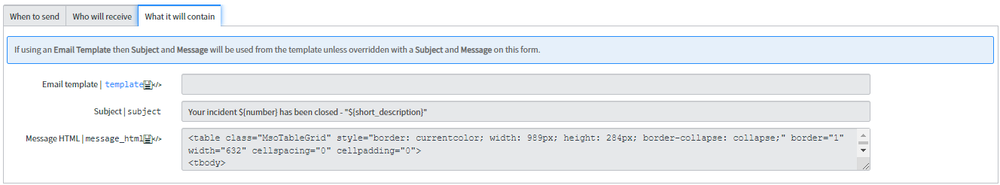 When to send
Who will receive
What it will contain
If using an Email Template then Subject and Message will be used from the template unless overridden with a Subject and Message on this form.
Email template | template </>
Subject | subject
Your incident ${number} has been closed - "${short_description}"
Message HTML | message_html </>
<table class="MsoTableGrid" style="border: currentcolor; width: 989px; height: 284px; border-collapse: collapse;" border="1"
width="632" cellspacing="0" cellpadding="0">
<tbody>